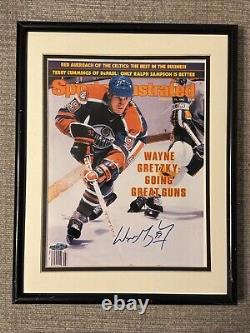 RED AUERBACH OF THE CELTICS: THE BEST IN THE BUSINESS
TERRY CUMMINGS OF DePAUL: ONLY RALPH SAMPSON IS BETTER
Sports Illustrated
WAYNE
GRETZKY:
GOING
GREAT GUNS